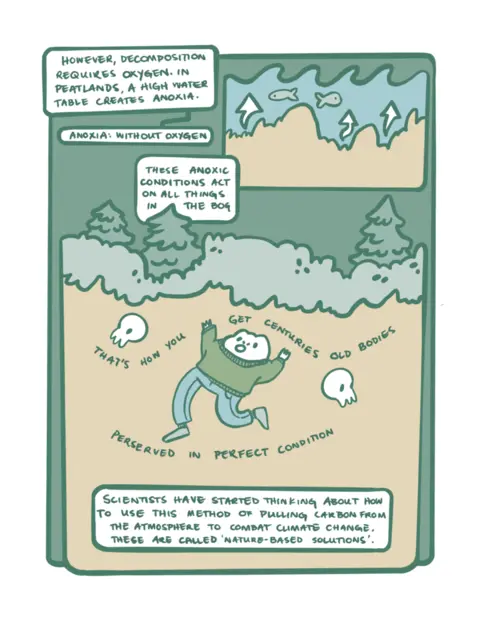 HOWEVER, DECOMPOSITION
REQUIRES OXYGEN. IN
PEATLANDS, A HIGH WATER
TABLE CREATES ANOXIA.
ANOXIA: WITHOUT OXYGEN
THESE ANOXIC
CONDITIONS ACT
ON ALL THINGS
IN THE BOG
THAT'S HOW YOU GET CENTURIES OLD BODIES
PERSERVED IN PERFECT CONDITION
SCIENTISTS HAVE STARTED THINKING ABOUT HOW
TO USE THIS METHOD OF PULLING CARBON FROM
THE ATMOSPHERE TO COMBAT CLIMATE CHANGE.
THESE ARE CALLED 'NATURE-BASED SOLUTIONS'.